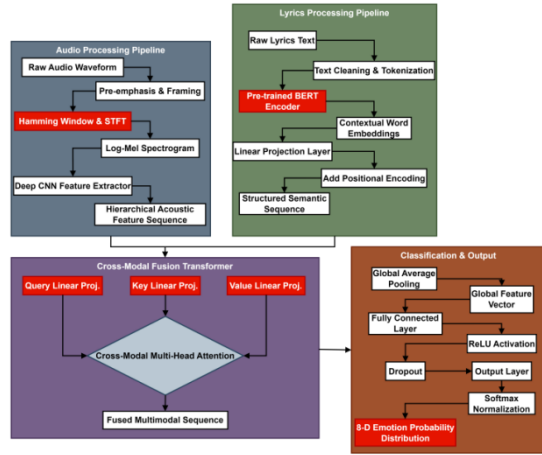 Audio Processing Pipeline
Raw Audio Waveform
Pre-emphasis & Framing
Hamming Window & STFT
Log-Mel Spectrogram
Deep CNN Feature Extractor
Hierarchical Acoustic
Feature Sequence
Lyrics Processing Pipeline
Raw Lyrics Text
Text Cleaning & Tokenization
Pre-trained BERT
Encoder
Contextual Word
Embeddings
Linear Projection Layer
Add Positional Encoding
Structured Semantic
Sequence
Cross-Modal Fusion Transformer
Query Linear Proj.
Key Linear Proj.
Value Linear Proj.
Cross-Modal Multi-Head Attention
Fused Multimodal Sequence
Classification & Output
Global Average
Pooling
Global Feature
Vector
Fully Connected
Layer
ReLU Activation
Dropout
Output Layer
Softmax
Normalization
8-D Emotion Probability
Distribution